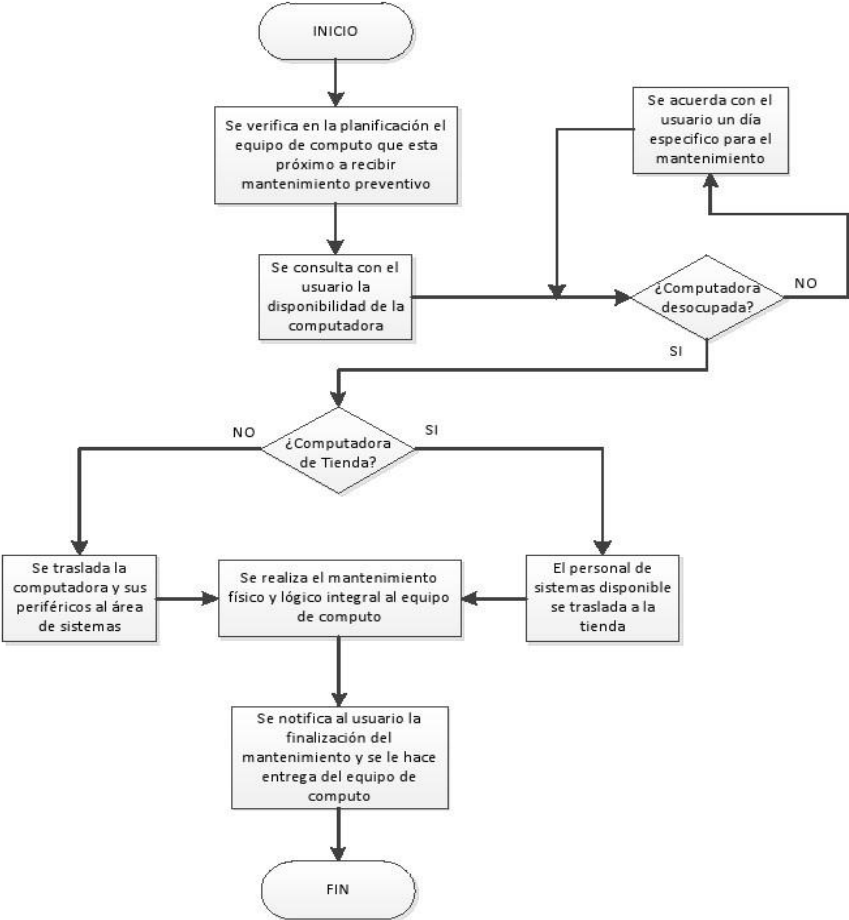 INICIO
Se verifica en la planificación el
equipo de computo que esta
próximo a recibir
mantenimiento preventivo
Se acuerda con el
usuario un día
especifico para el
mantenimiento
Se consulta con el
usuario la
disponibilidad de la
computadora
¿Computadora
desocupada?
NO
SI
¿Computadora
de Tienda?
NO
SI
Se traslada la
computadora y sus
periféricos al área
de sistemas
Se realiza el mantenimiento
físico y lógico integral al equipo
de computo
El personal de
sistemas disponible
se traslada a la
tienda
Se notifica al usuario la
finalización del
mantenimiento y se le hace
entrega del equipo de
computo
FIN